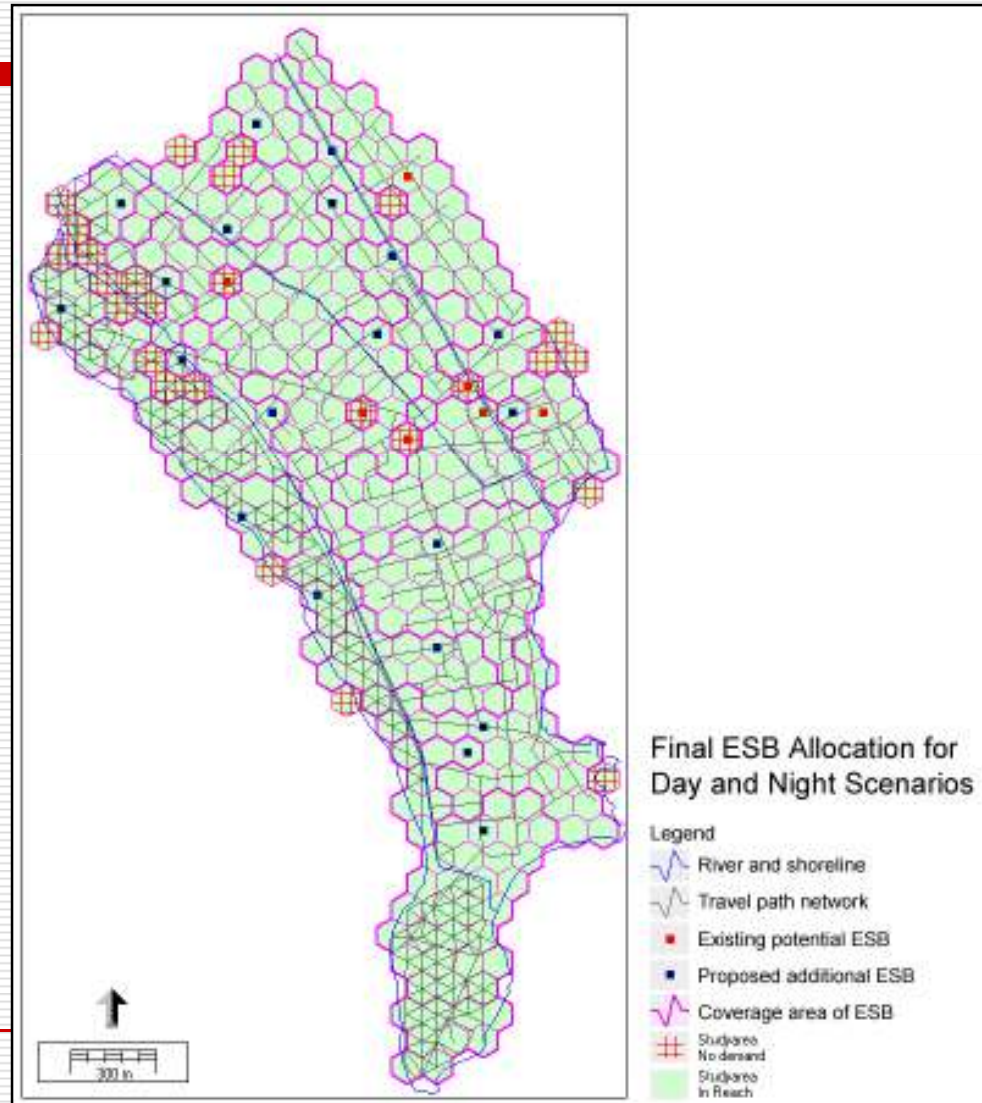 Final ESB Allocation for
Day and Night Scenarios
Legend
River and shoreline
Travel path network
Existing potential ESB
Proposed additional ESB
Coverage area of ESB
Studyarea
No demand
Studyarea
In Reach
300 m